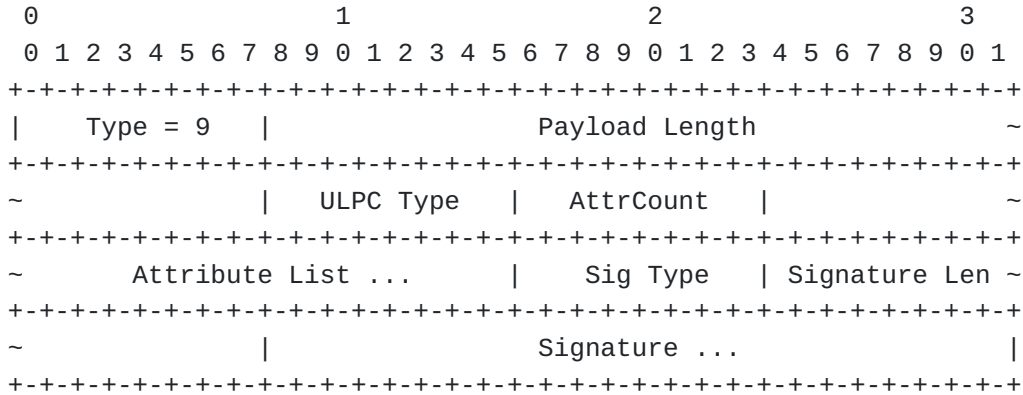 0                   1                   2                   3
 0 1 2 3 4 5 6 7 8 9 0 1 2 3 4 5 6 7 8 9 0 1 2 3 4 5 6 7 8 9 0 1
+-+-+-+-+-+-+-+-+-+-+-+-+-+-+-+-+-+-+-+-+-+-+-+-+-+-+-+-+-+-+-+-+
|    Type = 9   |                 Payload Length                ~
+-+-+-+-+-+-+-+-+-+-+-+-+-+-+-+-+-+-+-+-+-+-+-+-+-+-+-+-+-+-+-+-+
~               |   ULPC Type   |   AttrCount   |               ~
+-+-+-+-+-+-+-+-+-+-+-+-+-+-+-+-+-+-+-+-+-+-+-+-+-+-+-+-+-+-+-+-+
~       Attribute List ...      |    Sig Type   | Signature Len ~
+-+-+-+-+-+-+-+-+-+-+-+-+-+-+-+-+-+-+-+-+-+-+-+-+-+-+-+-+-+-+-+-+
~               |                 Signature ...                 |
+-+-+-+-+-+-+-+-+-+-+-+-+-+-+-+-+-+-+-+-+-+-+-+-+-+-+-+-+-+-+-+-+